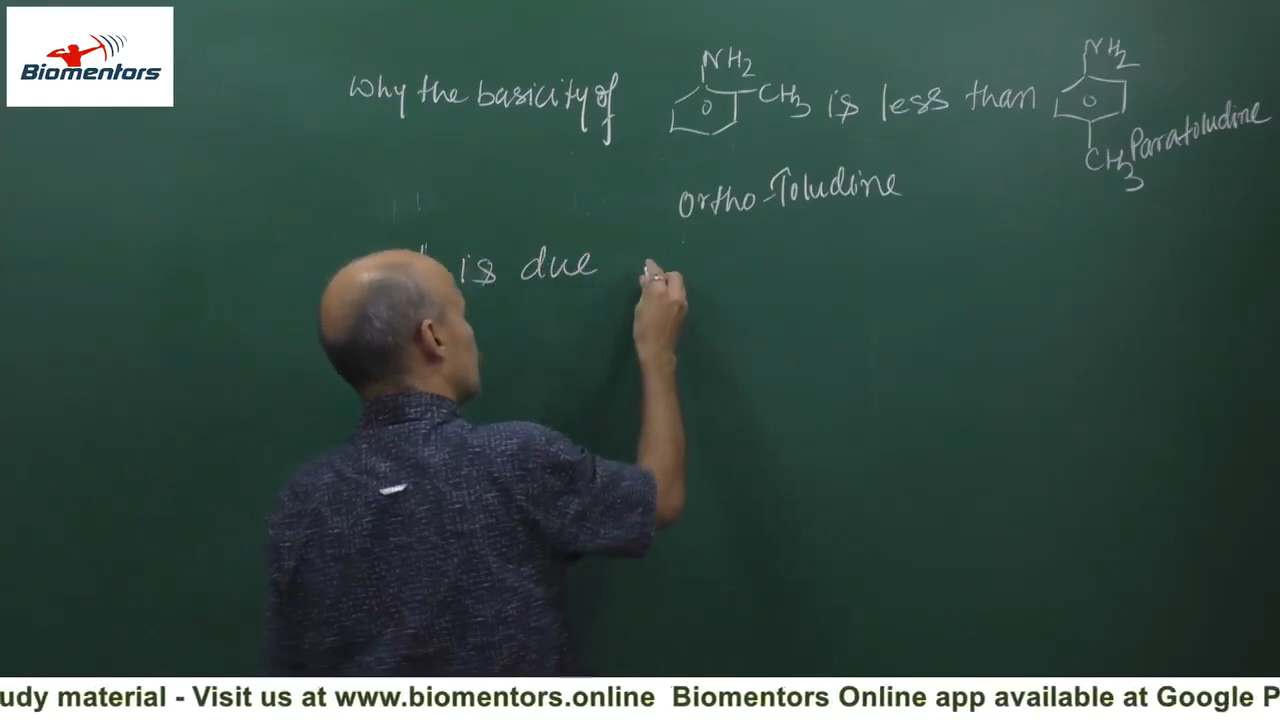 Biomentors
Why the basicity of NH2 CH3 is less than NH2 CH3
Paratoludine
Ortho-Toludine
is due
udy material - Visit us at www.biomentors.online Biomentors Online app available at Google P